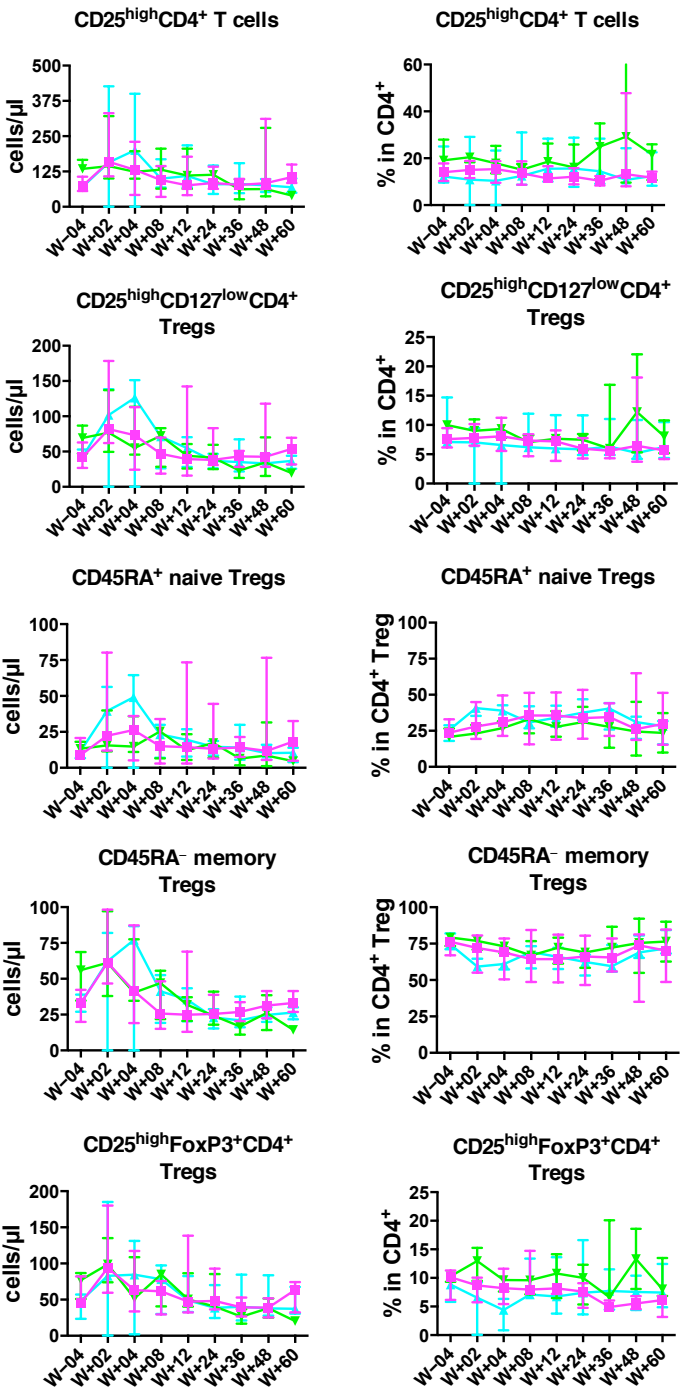 CD25highCD4+ T cells
500
375
250
125
0
cells/µl
W−04 W+02 W+04 W+08 W+12 W+24 W+36 W+48 W+60
CD25highCD4+ T cells
60
40
20
0
% in CD4+
W−04 W+02 W+04 W+08 W+12 W+24 W+36 W+48 W+60
CD25highCD127lowCD4+
Tregs
200
150
100
50
0
cells/µl
W−04 W+02 W+04 W+08 W+12 W+24 W+36 W+48 W+60
CD25highCD127lowCD4+
Tregs
25
20
15
10
5
0
% in CD4+
W−04 W+02 W+04 W+08 W+12 W+24 W+36 W+48 W+60
CD45RA+ naive Tregs
100
75
50
25
0
cells/µl
W−04 W+02 W+04 W+08 W+12 W+24 W+36 W+48 W+60
CD45RA+ naive Tregs
100
75
50
25
0
% in CD4+ Treg
W−04 W+02 W+04 W+08 W+12 W+24 W+36 W+48 W+60
CD45RA− memory
Tregs
100
75
50
25
0
cells/µl
W−04 W+02 W+04 W+08 W+12 W+24 W+36 W+48 W+60
CD45RA− memory
Tregs
100
75
50
25
0
% in CD4+ Treg
W−04 W+02 W+04 W+08 W+12 W+24 W+36 W+48 W+60
CD25highFoxP3+CD4+
Tregs
200
150
100
50
0
cells/µl
W−04 W+02 W+04 W+08 W+12 W+24 W+36 W+48 W+60
CD25highFoxP3+CD4+
Tregs
25
20
15
10
5
0
% in CD4+
W−04 W+02 W+04 W+08 W+12 W+24 W+36 W+48 W+60